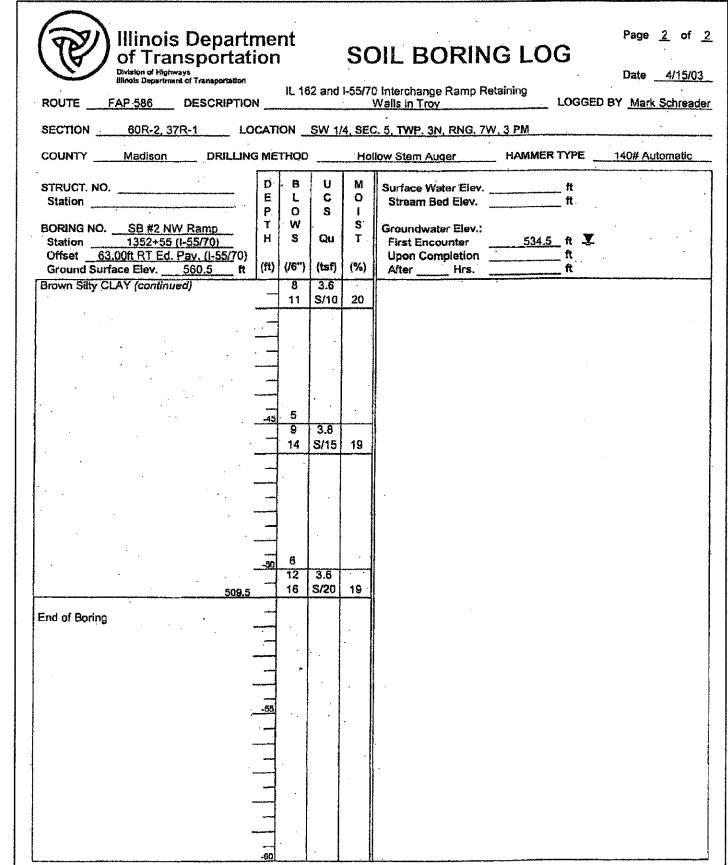 Illinois Department
of Transportation
Division of Highways
Illinois Department of Transportation
SOIL BORING LOG
Page 2 of 2
Date 4/15/03
ROUTE FAP 586 DESCRIPTION IL 162 and I-55/70 Interchange Ramp Retaining
Walls in Troy LOGGED BY Mark Schreader
SECTION 60R-2, 37R-1 LOCATION SW 1/4, SEC. 5, TWP. 3N, RNG. 7W, 3 PM
COUNTY Madison DRILLING METHOD Hollow Stem Auger HAMMER TYPE 140# Automatic
STRUCT. NO.
Station
BORING NO. SB #2 NW Ramp
Station 1352+55 (I-55/70)
Offset 63.00ft RT Ed. Pav. (I-55/70)
Ground Surface Elev. 560.5 ft
DEPTH (ft)
BLOWS (/6")
UCS Qu (tsf)
MOIST (%)
Surface Water Elev. ft
Stream Bed Elev. ft
Groundwater Elev.:
First Encounter 534.5 ft
Upon Completion ft
After Hrs. ft
Brown Silty CLAY (continued)
8 3.6
11 S/10 20
-45 5
9 3.8
14 S/15 19
-50 6
12 3.6
509.5 16 S/20 19
End of Boring
-55
-60